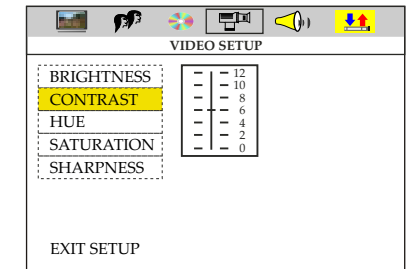 VIDEO SETUP
BRIGHTNESS
CONTRAST
HUE
SATURATION
SHARPNESS
12
10
8
6
4
2
0
EXIT SETUP